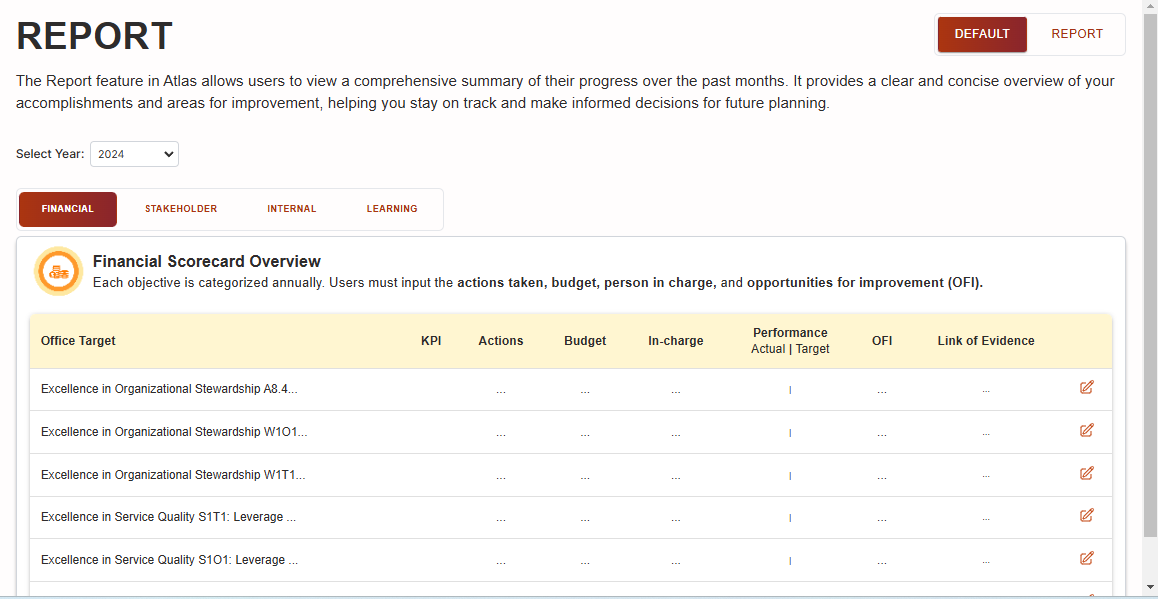 REPORT
DEFAULT REPORT
The Report feature in Atlas allows users to view a comprehensive summary of their progress over the past months. It provides a clear and concise overview of your
accomplishments and areas for improvement, helping you stay on track and make informed decisions for future planning.
Select Year: 2024
FINANCIAL STAKEHOLDER INTERNAL LEARNING
Financial Scorecard Overview
Each objective is categorized annually. Users must input the actions taken, budget, person in charge, and opportunities for improvement (OFI).
Office Target KPI Actions Budget In-charge Performance OFI Link of Evidence
Actual | Target
Excellence in Organizational Stewardship A8.4... ... ... ... | ... ...
Excellence in Organizational Stewardship W1O1... ... ... ... | ... ...
Excellence in Organizational Stewardship W1T1... ... ... ... | ... ...
Excellence in Service Quality S1T1: Leverage ... ... ... ... | ... ...
Excellence in Service Quality S1O1: Leverage ... ... ... ... | ... ...